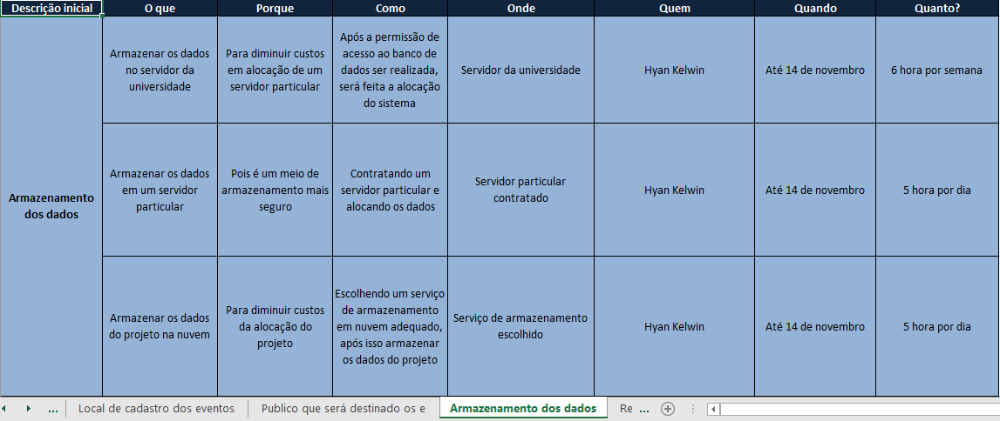 Descrição inicial O que Porque Como Onde Quem Quando Quanto?
Armazenamento
dos dados
Armazenar os dados
no servidor da
universidade
Para diminuir custos
em alocação de um
servidor particular
Após a permissão de
acesso ao banco de
dados ser realizada,
será feita a alocação
do sistema
Servidor da universidade
Hyan Kelwin
Até 14 de novembro
6 hora por semana
Armazenar os dados
em um servidor
particular
Pois é um meio de
armazenamento mais
seguro
Contratando um
servidor particular e
alocando os dados
Servidor particular
contratado
Hyan Kelwin
Até 14 de novembro
5 hora por dia
Armazenar os dados
do projeto na nuvem
Para diminuir custos
da alocação do
projeto
Escolhendo um serviço
de armazenamento
em nuvem adequado,
após isso armazenar
os dados do projeto
Serviço de armazenamento
escolhido
Hyan Kelwin
Até 14 de novembro
5 hora por dia
... Local de cadastro dos eventos Publico que será destinado os e Armazenamento dos dados Re ...